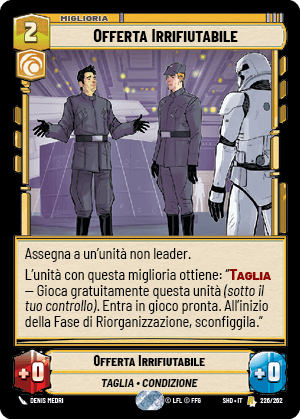 MIGLIORIA
2
OFFERTA IRRIFIUTABILE
Assegna a un'unità non leader.
L'unità con questa miglioria ottiene: “TAGLIA
— Gioca gratuitamente questa unità (sotto il
tuo controllo). Entra in gioco pronta. All'inizio
della Fase di Riorganizzazione, sconfiggila.”
OFFERTA IRRIFIUTABILE
+0
+0
TAGLIA • CONDIZIONE
DENIS MEDRI
© LFL © FFG
SHD • IT
226/262